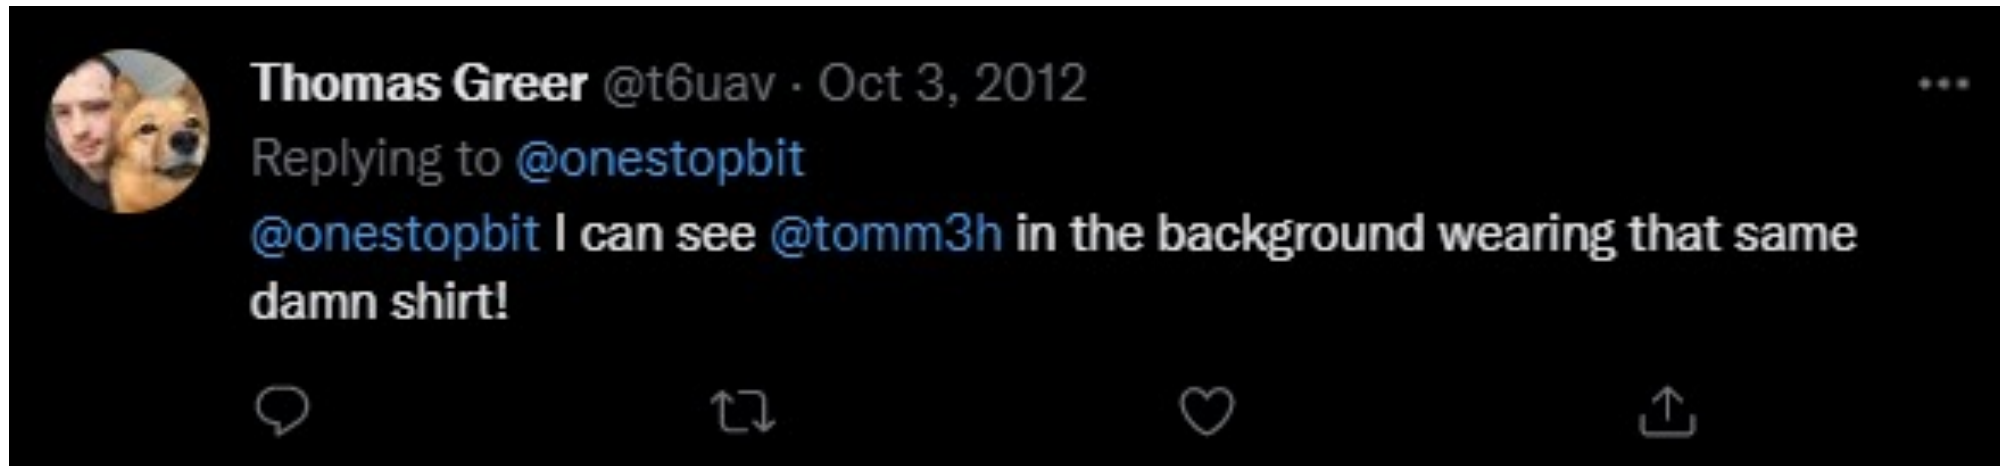 Thomas Greer @t6uav · Oct 3, 2012
Replying to @onestopbit
@onestopbit I can see @tomm3h in the background wearing that same
damn shirt!